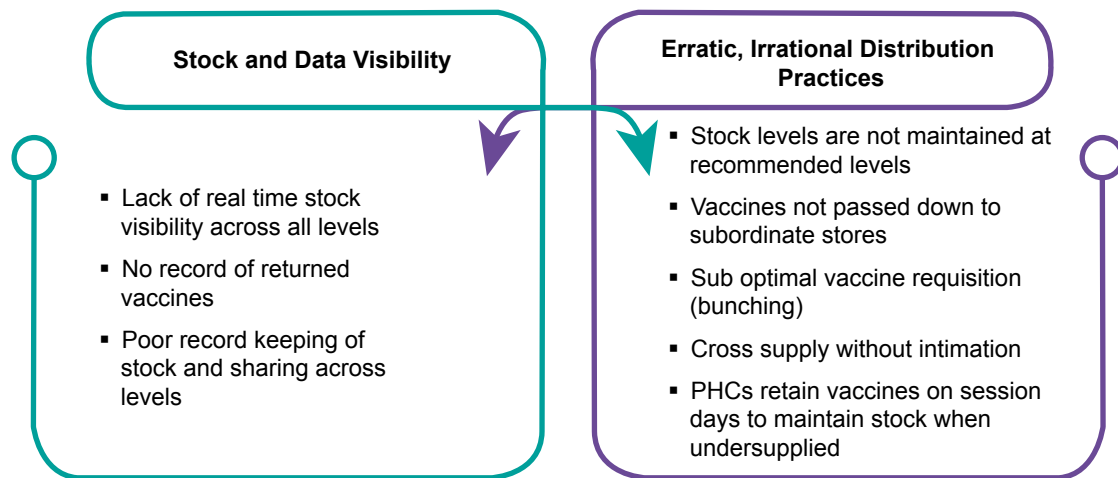 Stock and Data Visibility
▪ Lack of real time stock
visibility across all levels
▪ No record of returned
vaccines
▪ Poor record keeping of
stock and sharing across
levels
Erratic, Irrational Distribution
Practices
▪ Stock levels are not maintained at
recommended levels
▪ Vaccines not passed down to
subordinate stores
▪ Sub optimal vaccine requisition
(bunching)
▪ Cross supply without intimation
▪ PHCs retain vaccines on session
days to maintain stock when
undersupplied